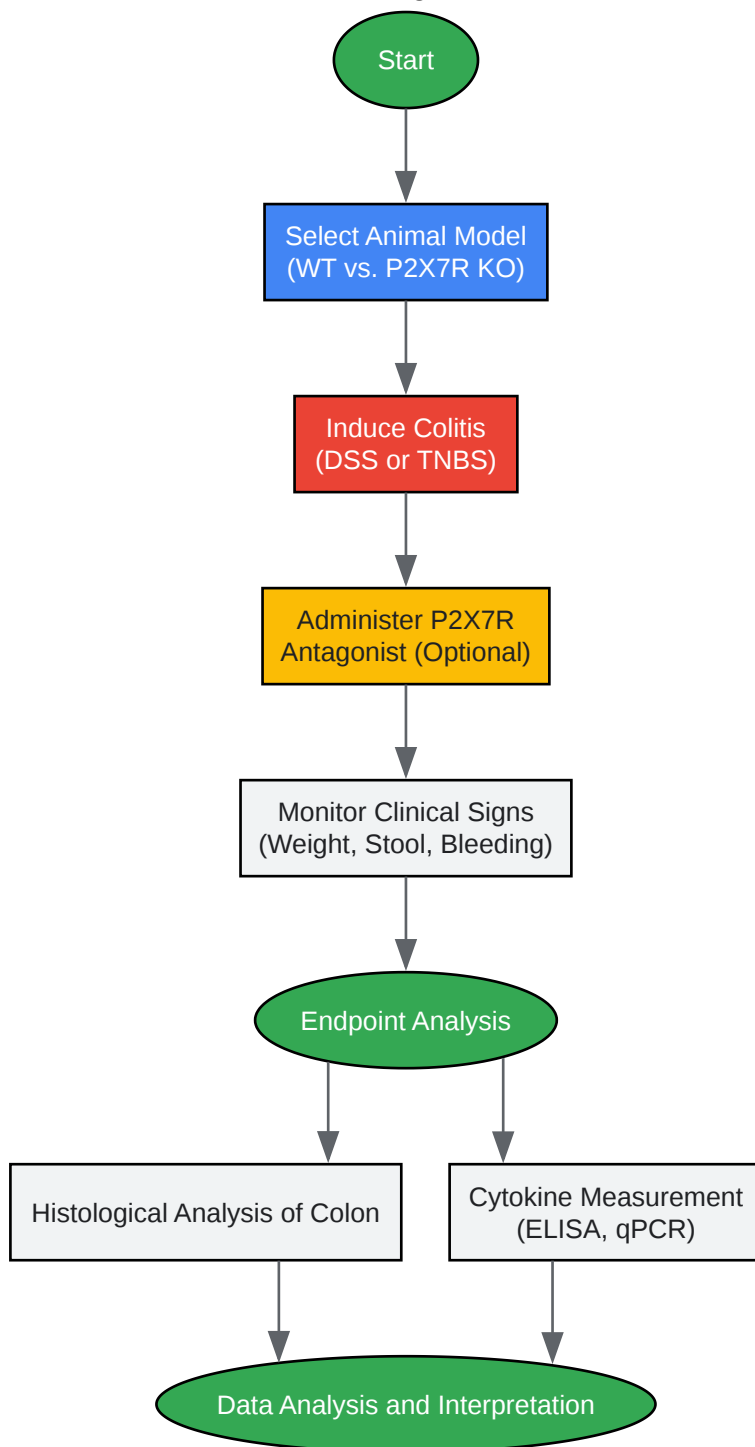 Start
Select Animal Model
(WT vs. P2X7R KO)
Induce Colitis
(DSS or TNBS)
Administer P2X7R
Antagonist (Optional)
Monitor Clinical Signs
(Weight, Stool, Bleeding)
Endpoint Analysis
Histological Analysis of Colon
Cytokine Measurement
(ELISA, qPCR)
Data Analysis and Interpretation